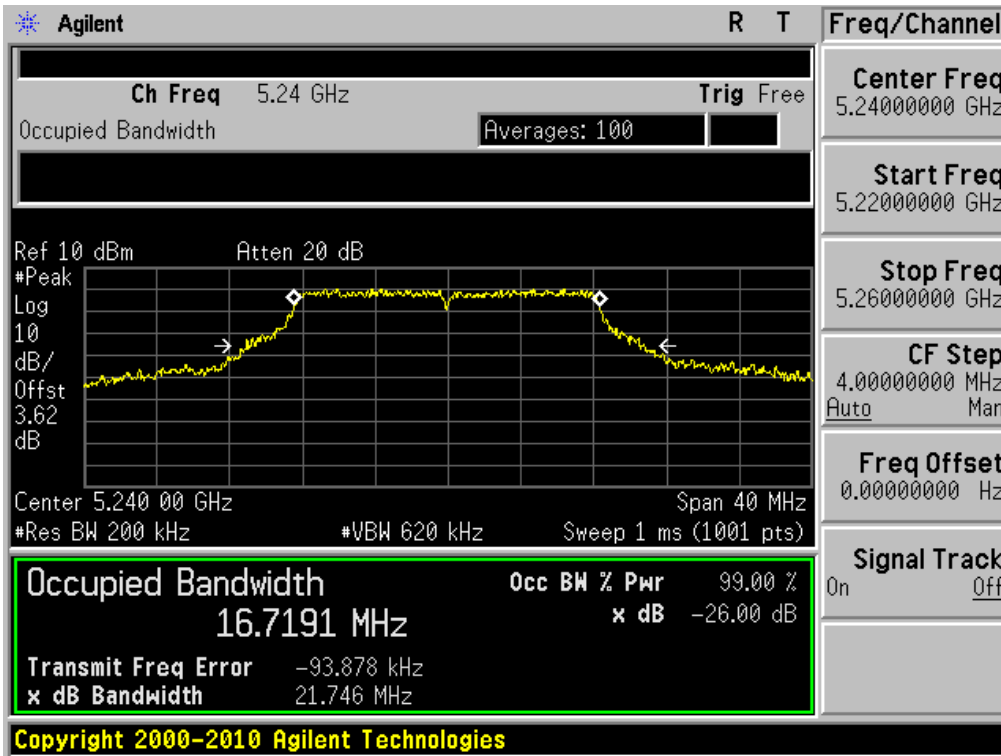 Agilent R T
Freq/Channel
Ch Freq 5.24 GHz Trig Free
Occupied Bandwidth Averages: 100
Center Freq
5.24000000 GHz
Start Freq
5.22000000 GHz
Stop Freq
5.26000000 GHz
CF Step
4.00000000 MHz
Auto Man
Freq Offset
0.00000000 Hz
Signal Track
On Off
Ref 10 dBm Atten 20 dB
#Peak
Log
10
dB/
Offst
3.62
dB
Center 5.240 00 GHz Span 40 MHz
#Res BW 200 kHz #VBW 620 kHz Sweep 1 ms (1001 pts)
Occupied Bandwidth Occ BW % Pwr 99.00 %
16.7191 MHz x dB -26.00 dB
Transmit Freq Error -93.878 kHz
x dB Bandwidth 21.746 MHz
Copyright 2000-2010 Agilent Technologies